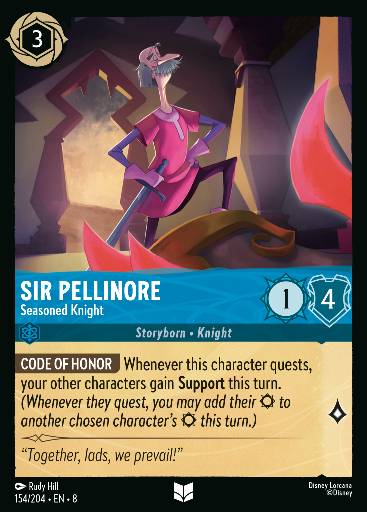 3
SIR PELLINORE
Seasoned Knight
1 4
Storyborn • Knight
CODE OF HONOR Whenever this character quests,
your other characters gain Support this turn.
(Whenever they quest, you may add their ¤ to
another chosen character's ¤ this turn.)
“Together, lads, we prevail!”
Rudy Hill
Disney Lorcana
154/204 • EN • 8
©Disney